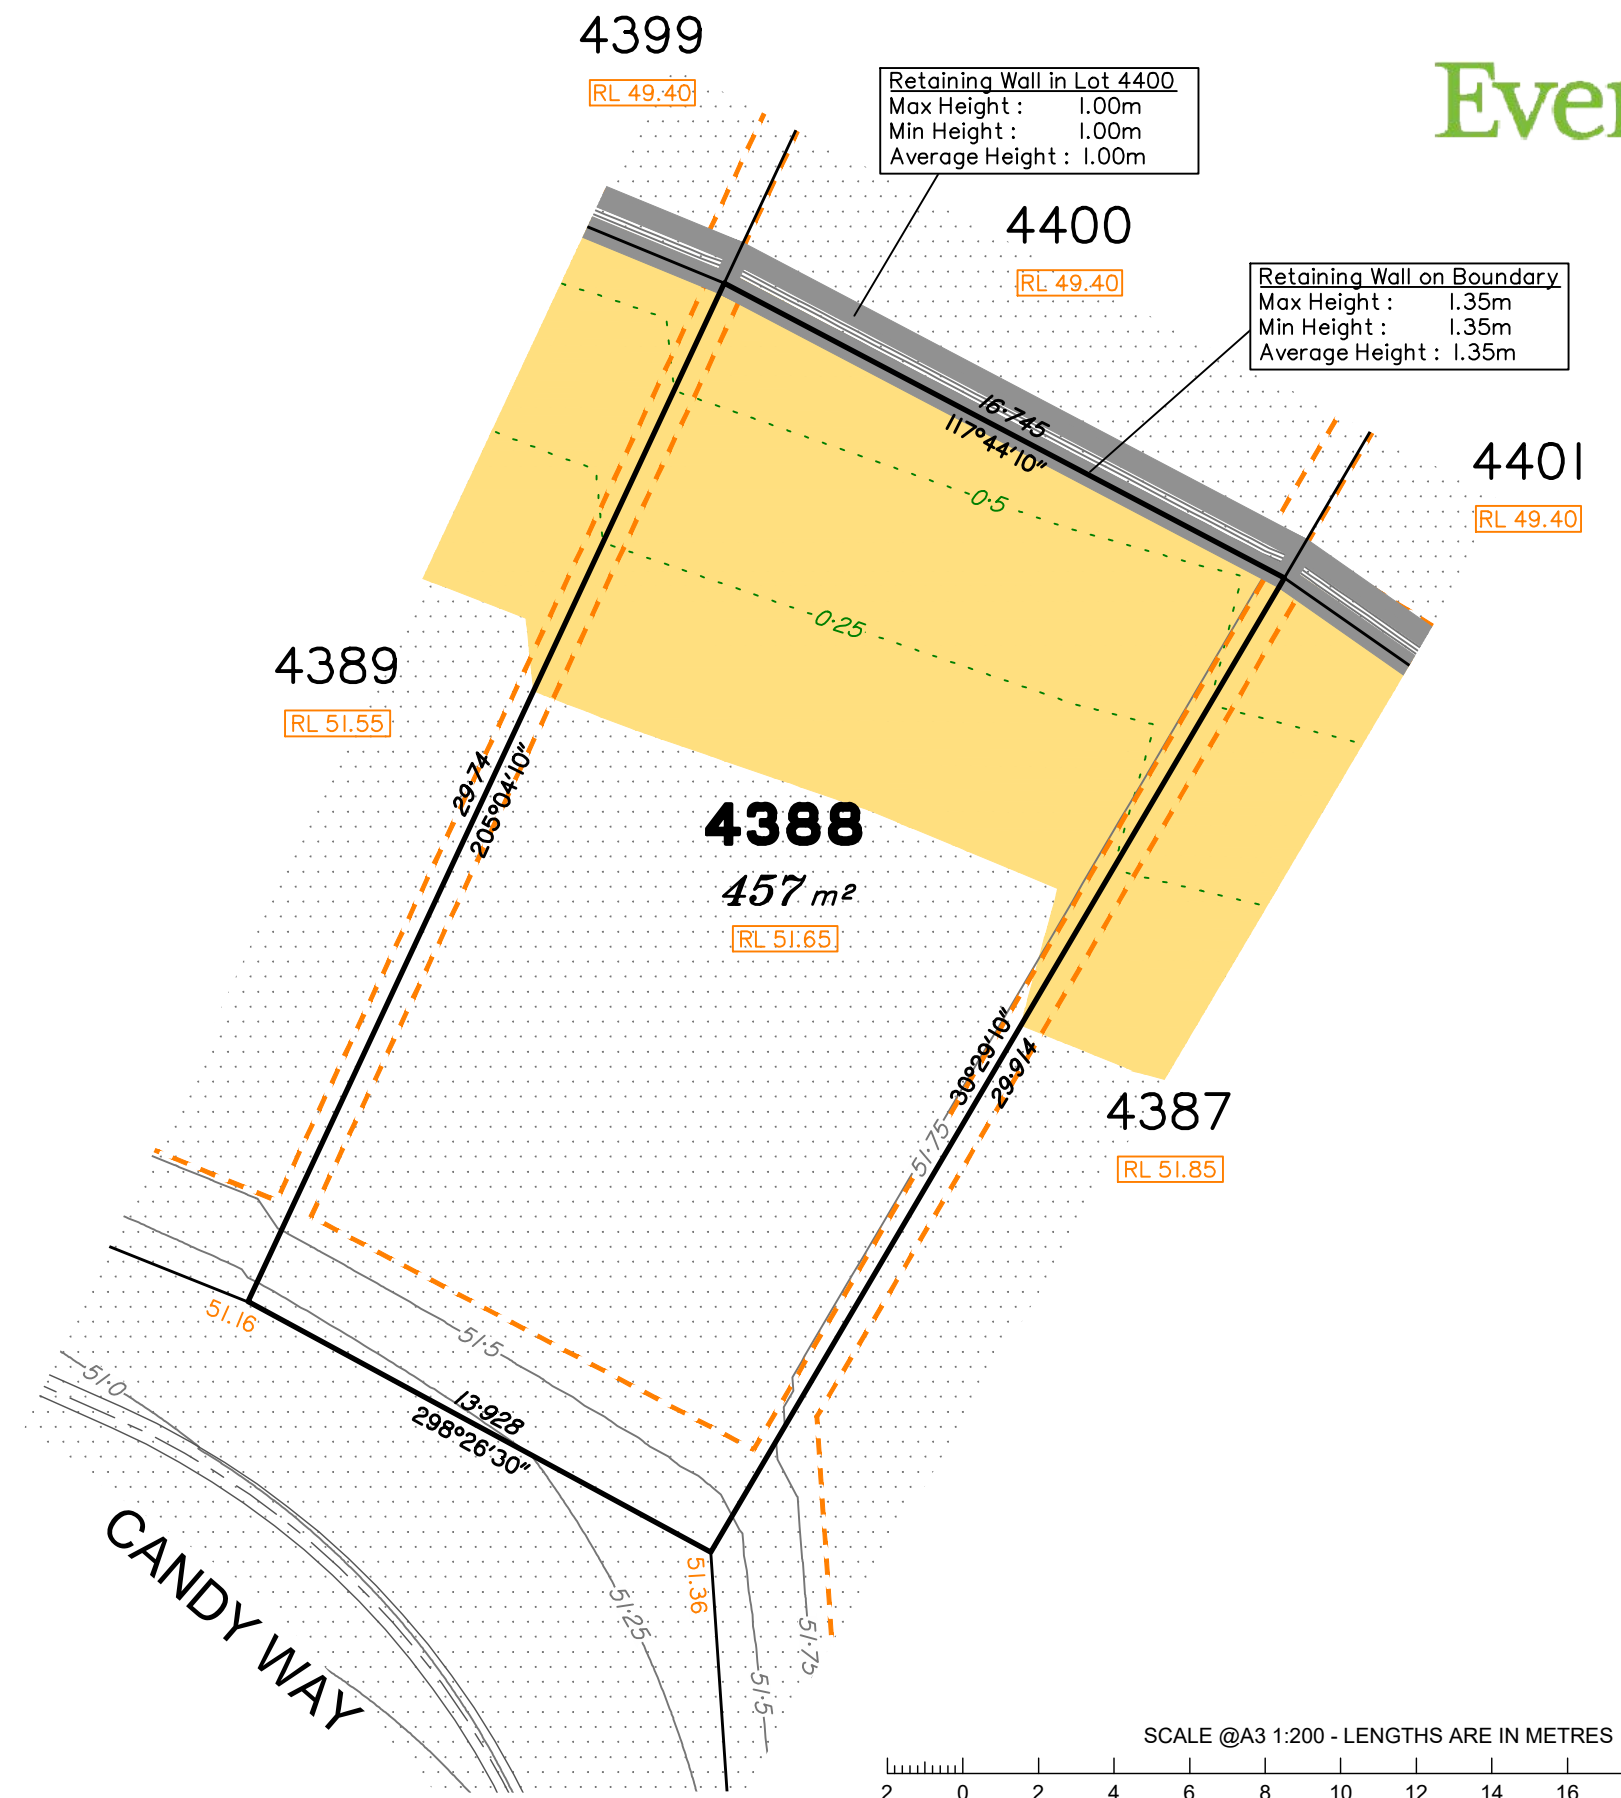 4399
RL 49.40
Retaining Wall in Lot 4400
Max Height : 1.00m
Min Height : 1.00m
Average Height : 1.00m
4400
RL 49.40
Retaining Wall on Boundary
Max Height : 1.35m
Min Height : 1.35m
Average Height : 1.35m
4401
RL 49.40
16·745
117°44'10"
0·5
0·25
4389
RL 51.55
29·74
205°04'10"
4388
457 m²
RL 51.65
30°29'10"
29·914
4387
RL 51.85
51·75
51.16
51·5
51·0
13·928
298°26'30"
51.36
51·25
51·75
51·5
CANDY WAY
SCALE @A3 1:200 - LENGTHS ARE IN METRES
2 0 2 4 6 8 10 12 14 16